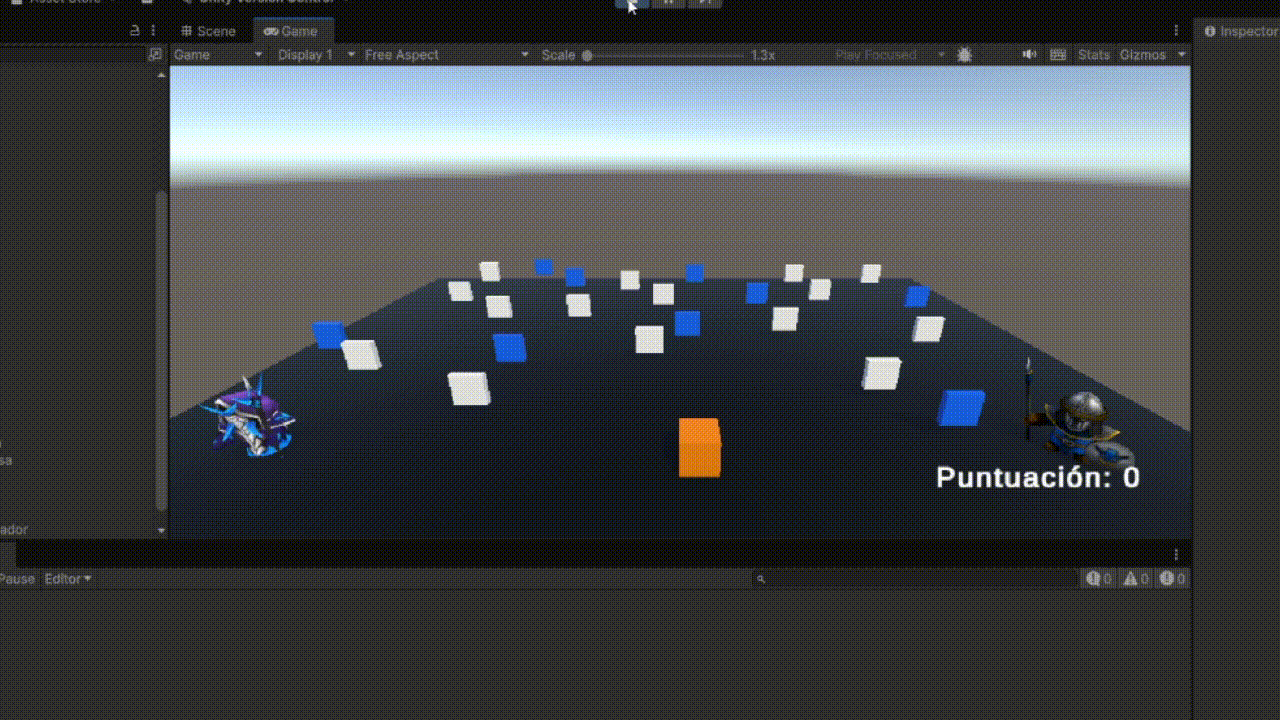 Asset Store
Unity Version Control
Scene
Game
Inspector
Game
Display 1
Free Aspect
Scale
1.3x
Play Focused
Stats
Gizmos
sa
Puntuación: 0
ador
Pause
Editor
0
0
0